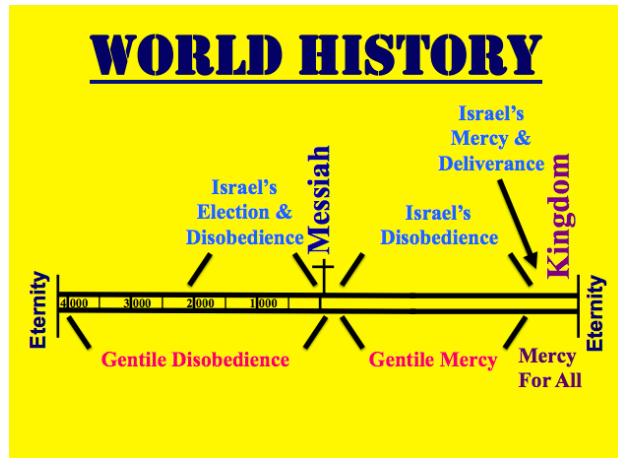 WORLD HISTORY
Israel's
Mercy &
Deliverance
Israel's
Election &
Disobedience
Messiah
Israel's
Disobedience
Kingdom
Eternity
4000
3000
2000
1000
Eternity
Gentile Disobedience
Gentile Mercy
Mercy
For All